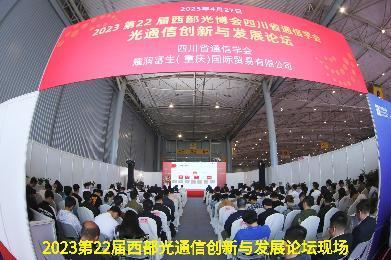 2023年4月27日
2023 第22届西部光博会四川省通信学会
光通信创新与发展论坛
四川省通信学会
雅润富生(重庆)国际贸易有限公司
2023第22届西部光通信创新与发展论坛现场